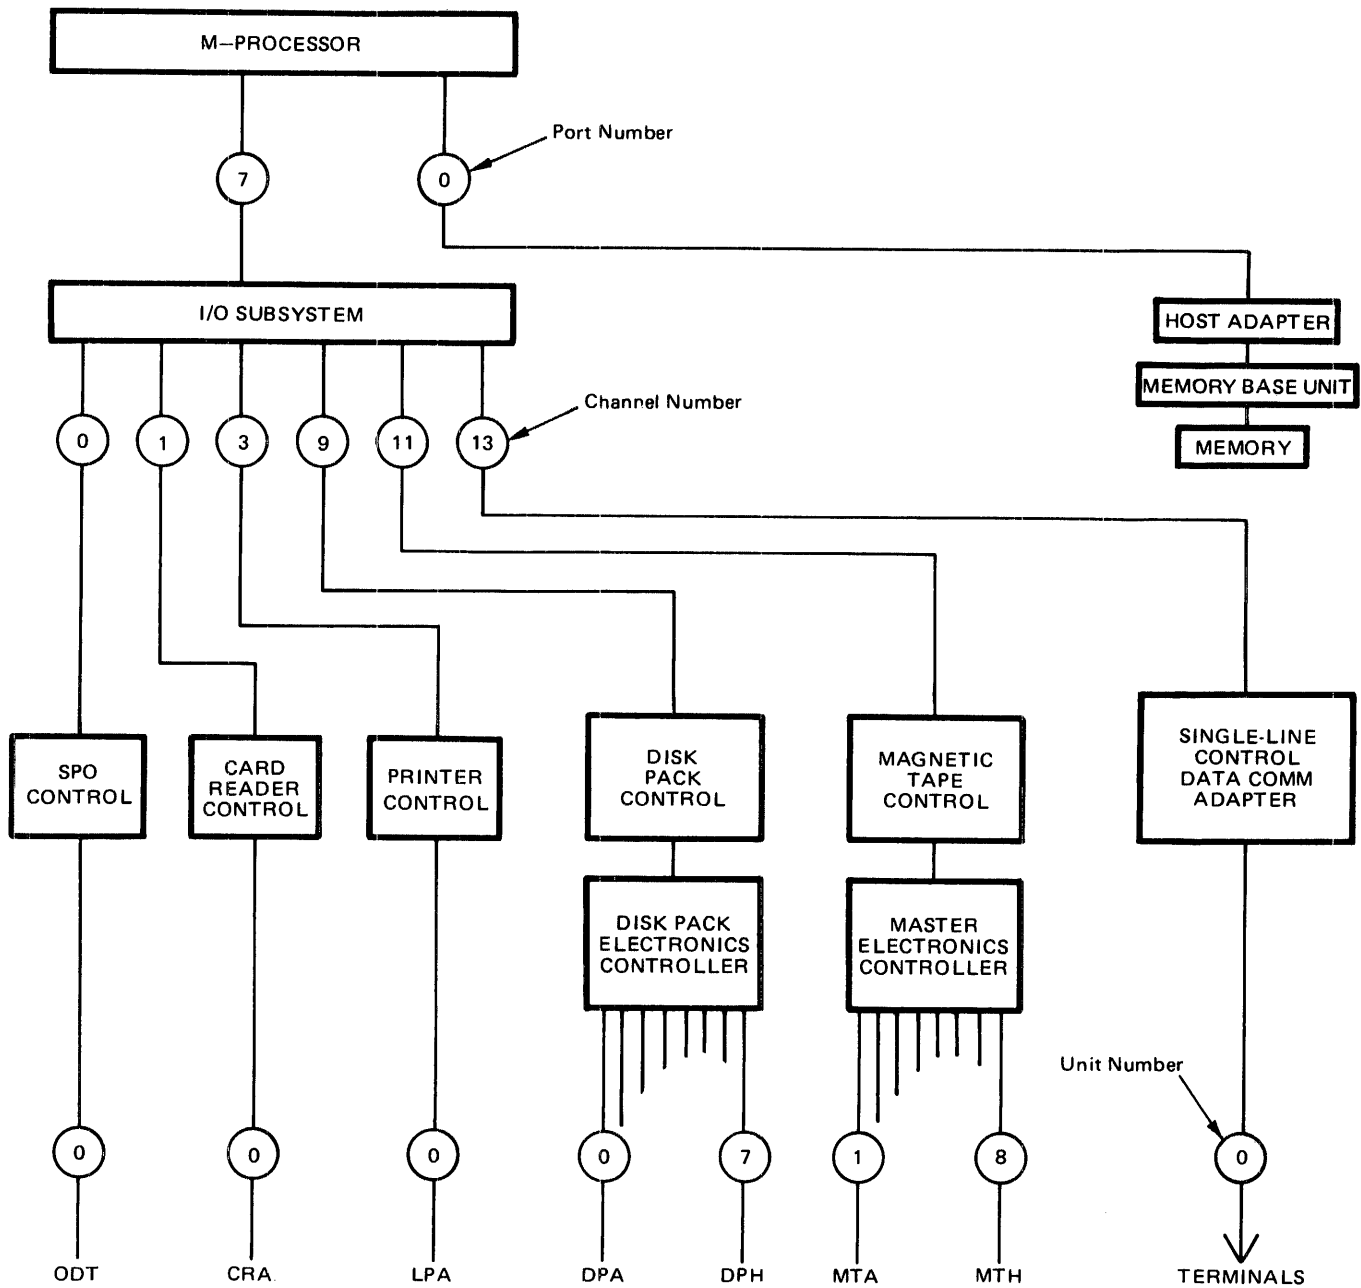 M—PROCESSOR
Port Number
7
0
I/O SUBSYSTEM
HOST ADAPTER
MEMORY BASE UNIT
MEMORY
Channel Number
0
1
3
9
11
13
SPO
CONTROL
CARD
READER
CONTROL
PRINTER
CONTROL
DISK
PACK
CONTROL
MAGNETIC
TAPE
CONTROL
SINGLE-LINE
CONTROL
DATA COMM
ADAPTER
DISK PACK
ELECTRONICS
CONTROLLER
MASTER
ELECTRONICS
CONTROLLER
Unit Number
0
0
0
0
7
1
8
0
ODT
CRA
LPA
DPA
DPH
MTA
MTH
TERMINALS